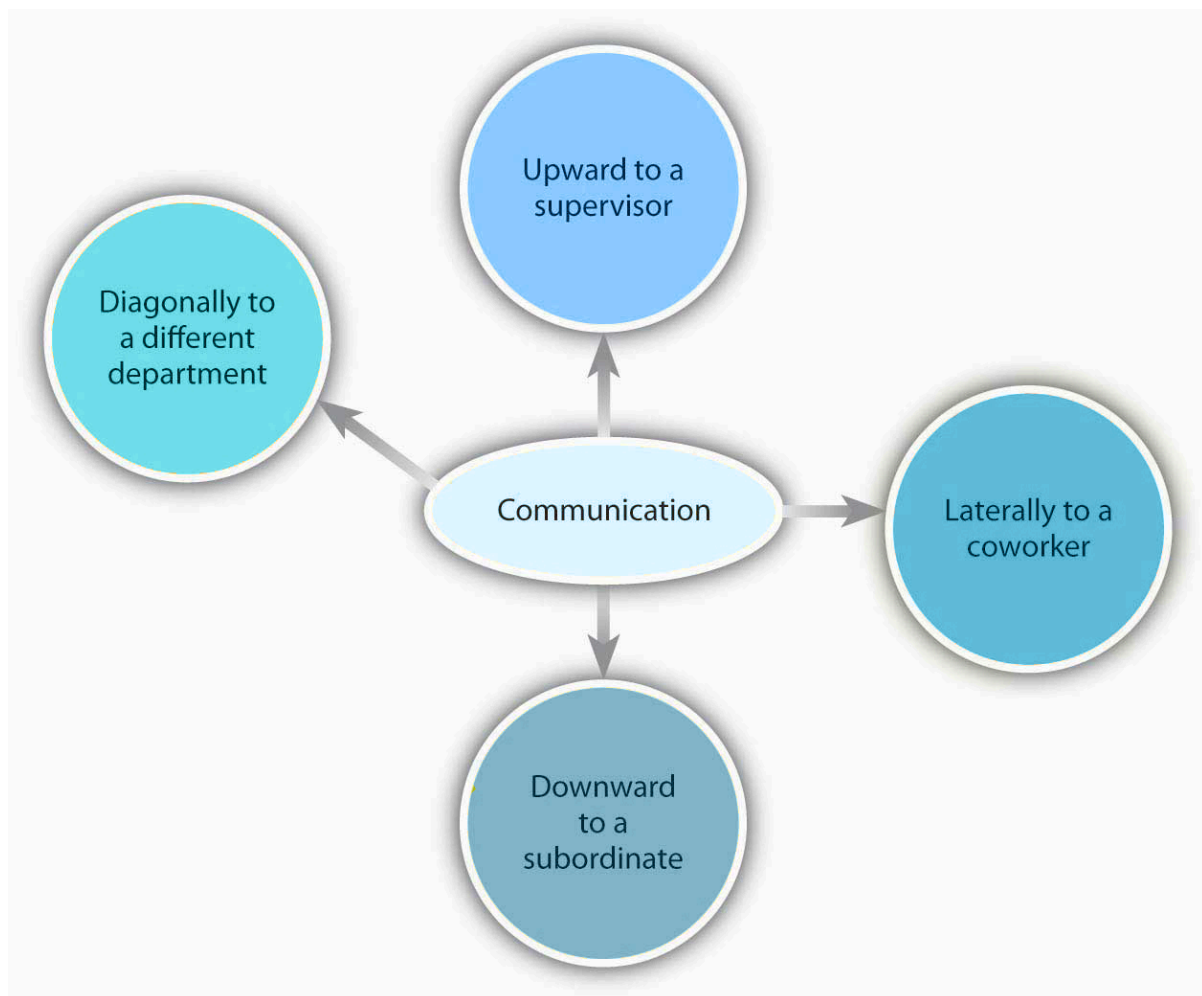 Upward to a
supervisor
Diagonally to
a different
department
Communication
Laterally to a
coworker
Downward
to a
subordinate